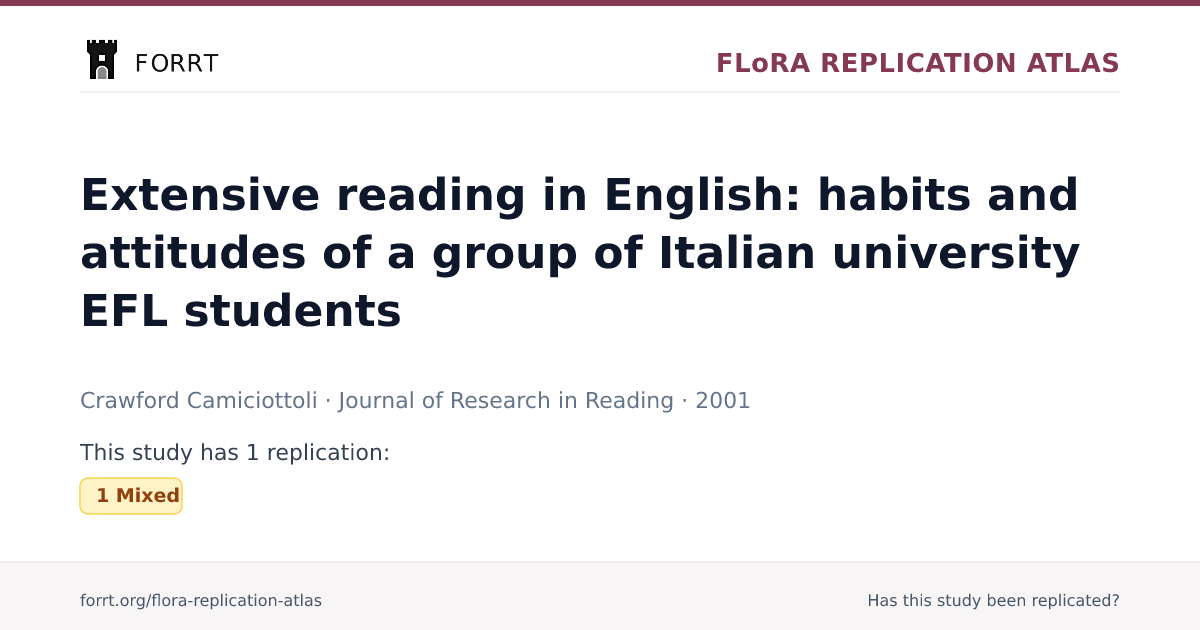 FORRT
FLoRA REPLICATION ATLAS
Extensive reading in English: habits and
attitudes of a group of Italian university
EFL students
Crawford Camiciottoli · Journal of Research in Reading · 2001
This study has 1 replication:
1 Mixed
forrt.org/flora-replication-atlas
Has this study been replicated?